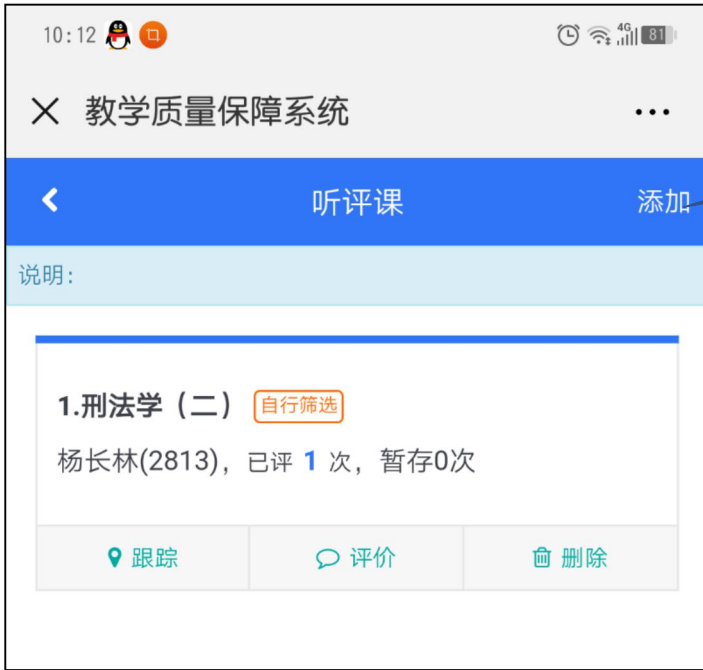 10:12 4G 81
教学质量保障系统
听评课 添加
说明：
1.刑法学（二） 自行筛选
杨长林(2813)，已评 1 次，暂存0次
跟踪 评价 删除